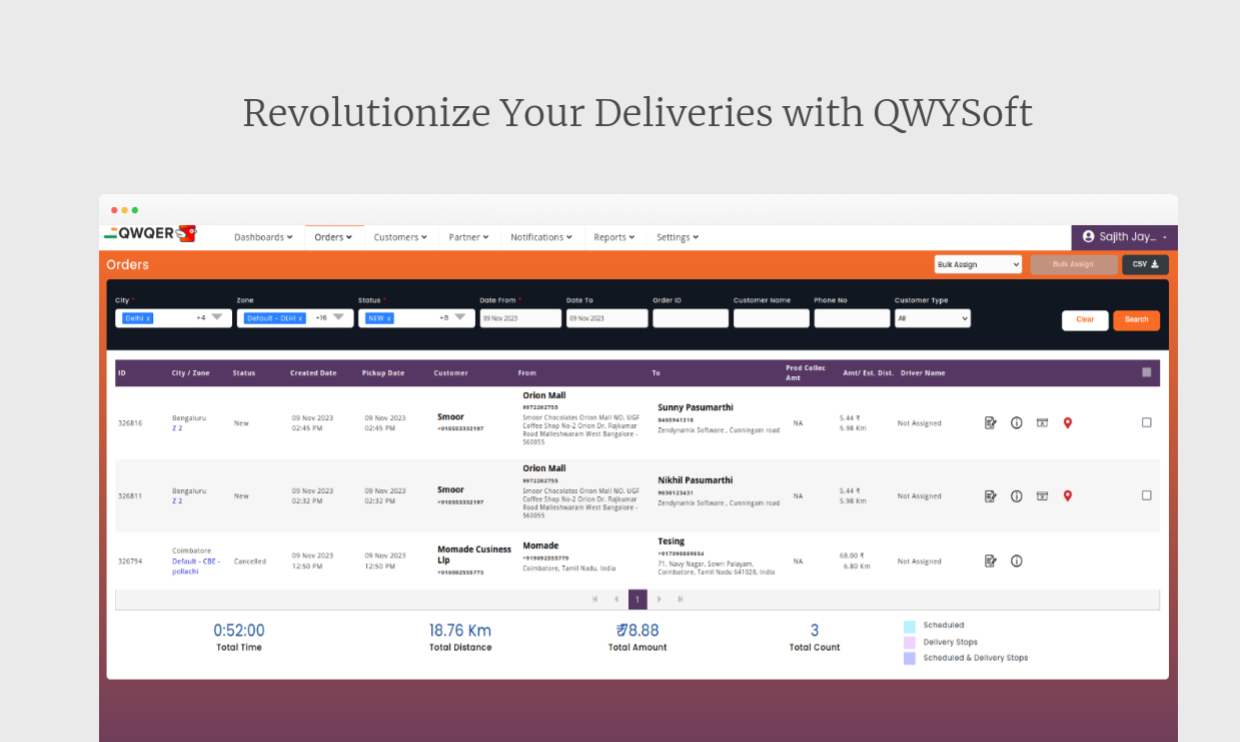 Revolutionize Your Deliveries with QWYSoft
QWQER
Dashboards Orders Customers Partner Notifications Reports Settings Sajith Jay...
Orders Bulk Assign Bulk Assign CSV
City * Zone Status * Date From * Date To Order ID Customer Name Phone No Customer Type
Delhi x +4 Default - DLHI x +16 NEW x +8 09 Nov 2023 09 Nov 2023 All Clear Search
ID City / Zone Status Created Date Pickup Date Customer From To Prod Collec Amt Amt/ Est. Dist. Driver Name
326816 Bengaluru Z 2 New 09 Nov 2023 02:45 PM 09 Nov 2023 02:45 PM Smoor +918553332197
Orion Mall
9972202755
Smoor Chocolates Orion Mall NO, UGF
Coffee Shop No-2 Orion Dr, Rajkumar
Road Malleshwaram West Bangalore -
560055
Sunny Pasumarthi
8465941318
Zendynamix Software , Cunningam road
NA 5.44 ₹ 5.98 Km Not Assigned
326811 Bengaluru Z 2 New 09 Nov 2023 02:32 PM 09 Nov 2023 02:32 PM Smoor +918553332197
Orion Mall
9972202755
Smoor Chocolates Orion Mall NO, UGF
Coffee Shop No-2 Orion Dr, Rajkumar
Road Malleshwaram West Bangalore -
560055
Nikhil Pasumarthi
9030123431
Zendynamix Software , Cunningam road
NA 5.44 ₹ 5.98 Km Not Assigned
326794 Coimbatore Default - CBE - pollachi Cancelled 09 Nov 2023 12:50 PM 09 Nov 2023 12:50 PM Momade Cusiness Llp
Momade
Coimbatore, Tamil Nadu, India
Tesing
71, Navy Nagar, Sowri Palayam,
Coimbatore, Tamil Nadu 641028, India
NA 68.00 ₹ 6.80 Km Not Assigned
1
0:52:00 18.76 Km ₹78.88 3
Total Time Total Distance Total Amount Total Count
Scheduled
Delivery Stops
Scheduled & Delivery Stops